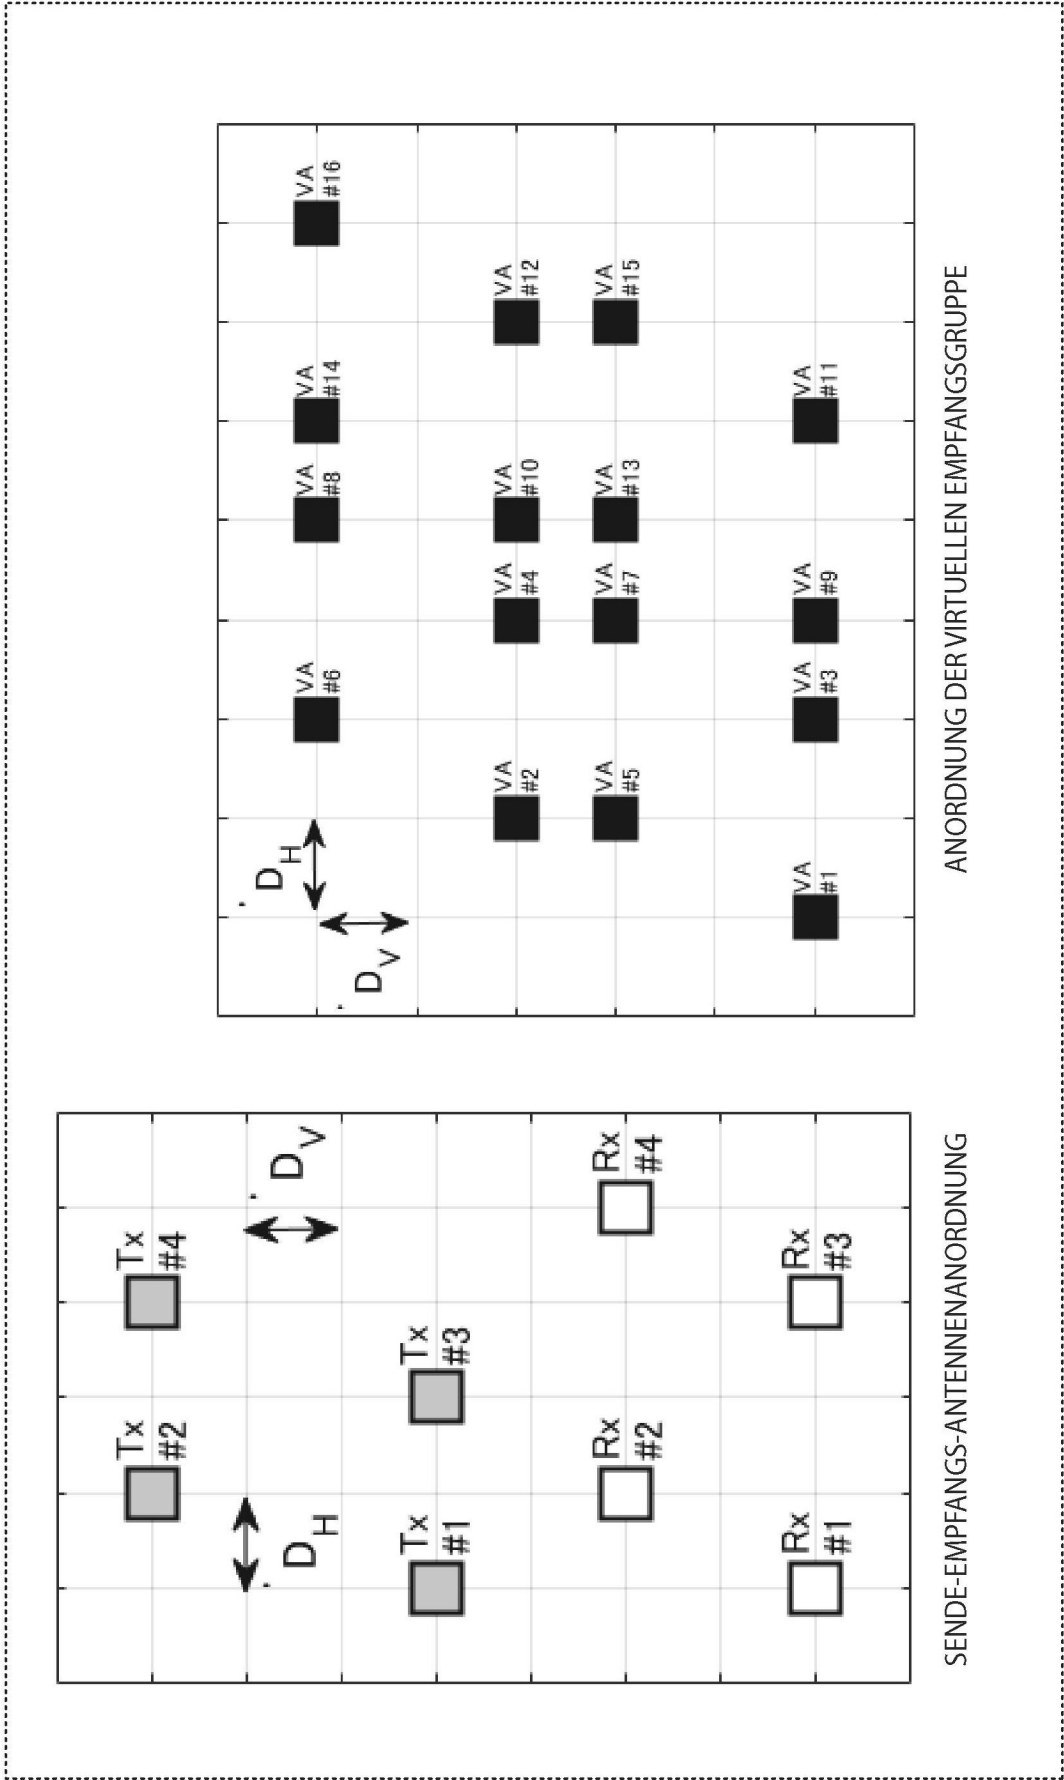 Tx
#4
Tx
#2
D_V
D_H
Tx
#3
Tx
#1
Rx
#4
Rx
#2
Rx
#3
Rx
#1
SENDE-EMPFANGS-ANTENNENANORDNUNG
D_H
D_V
VA
#16
VA
#14
VA
#8
VA
#6
VA
#12
VA
#10
VA
#4
VA
#2
VA
#15
VA
#13
VA
#7
VA
#5
VA
#11
VA
#9
VA
#3
VA
#1
ANORDNUNG DER VIRTUELLEN EMPFANGSGRUPPE